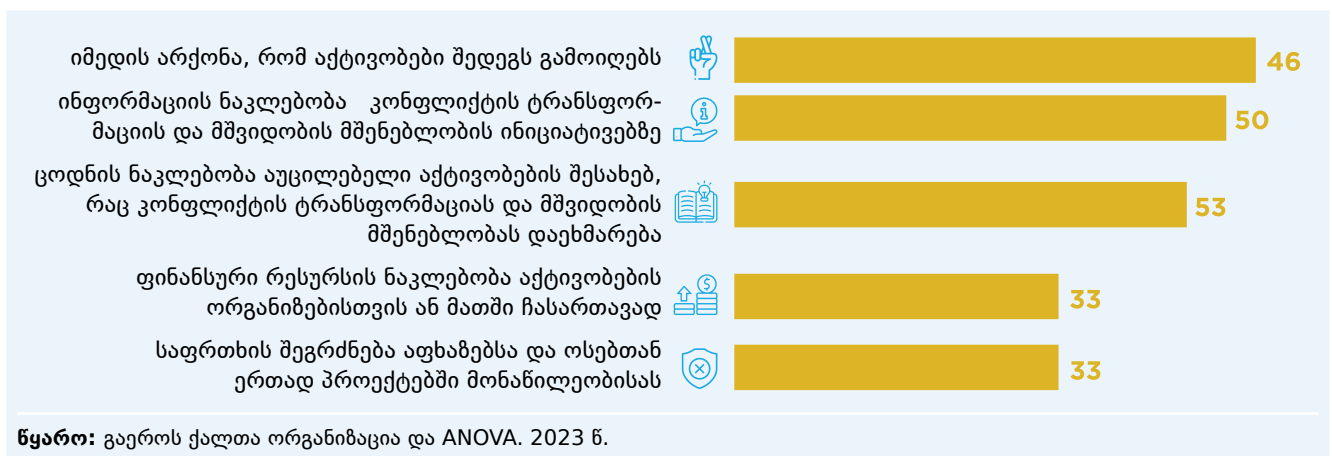 იმედის არქონა, რომ აქტივობები შედეგს გამოიღებს
46
ინფორმაციის ნაკლებობა კონფლიქტის ტრანსფორ-
მაციის და მშვიდობის მშენებლობის ინიციატივებზე
50
ცოდნის ნაკლებობა აუცილებელი აქტივობების შესახებ,
რაც კონფლიქტის ტრანსფორმაციას და მშვიდობის
მშენებლობას დაეხმარება
53
ფინანსური რესურსის ნაკლებობა აქტივობების
ორგანიზებისთვის ან მათში ჩასართავად
33
საფრთხის შეგრძნება აფხაზებსა და ოსებთან
ერთად პროექტებში მონაწილეობისას
33
წყარო: გაეროს ქალთა ორგანიზაცია და ANOVA. 2023 წ.